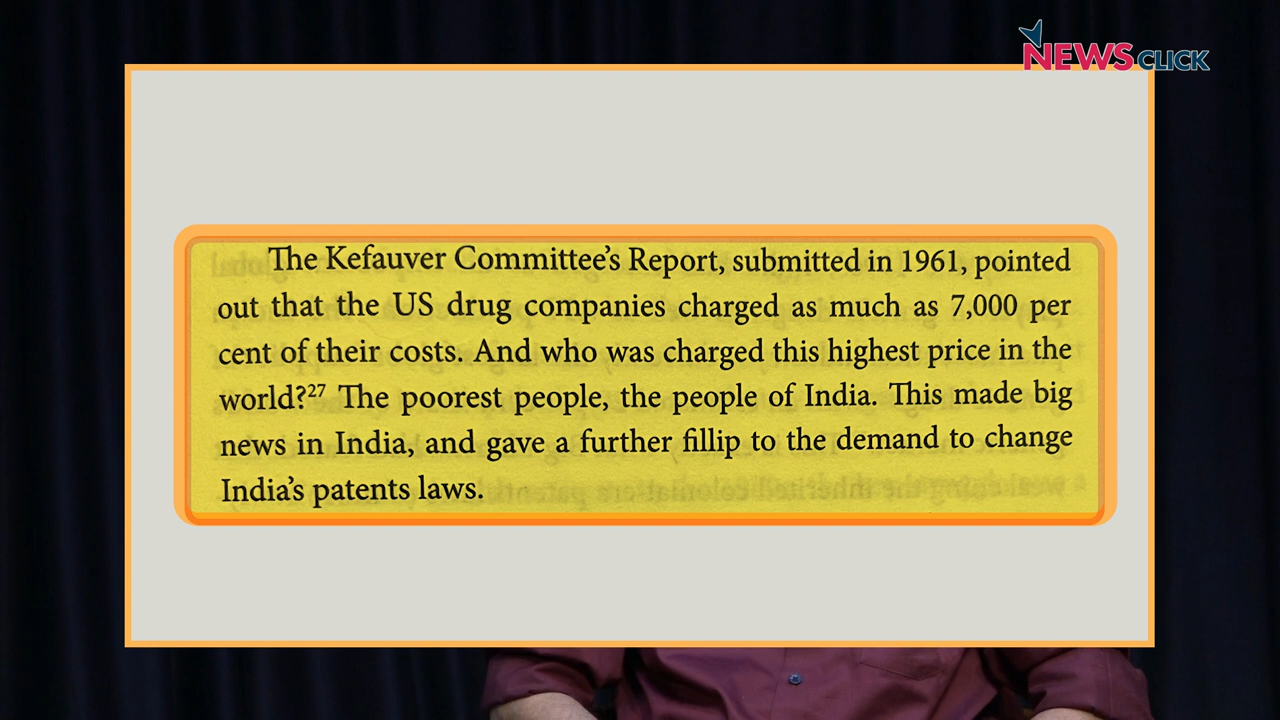 NEWSCLICK
The Kefauver Committee’s Report, submitted in 1961, pointed
out that the US drug companies charged as much as 7,000 per
cent of their costs. And who was charged this highest price in the
world?²⁷ The poorest people, the people of India. This made big
news in India, and gave a further fillip to the demand to change
India’s patents laws.